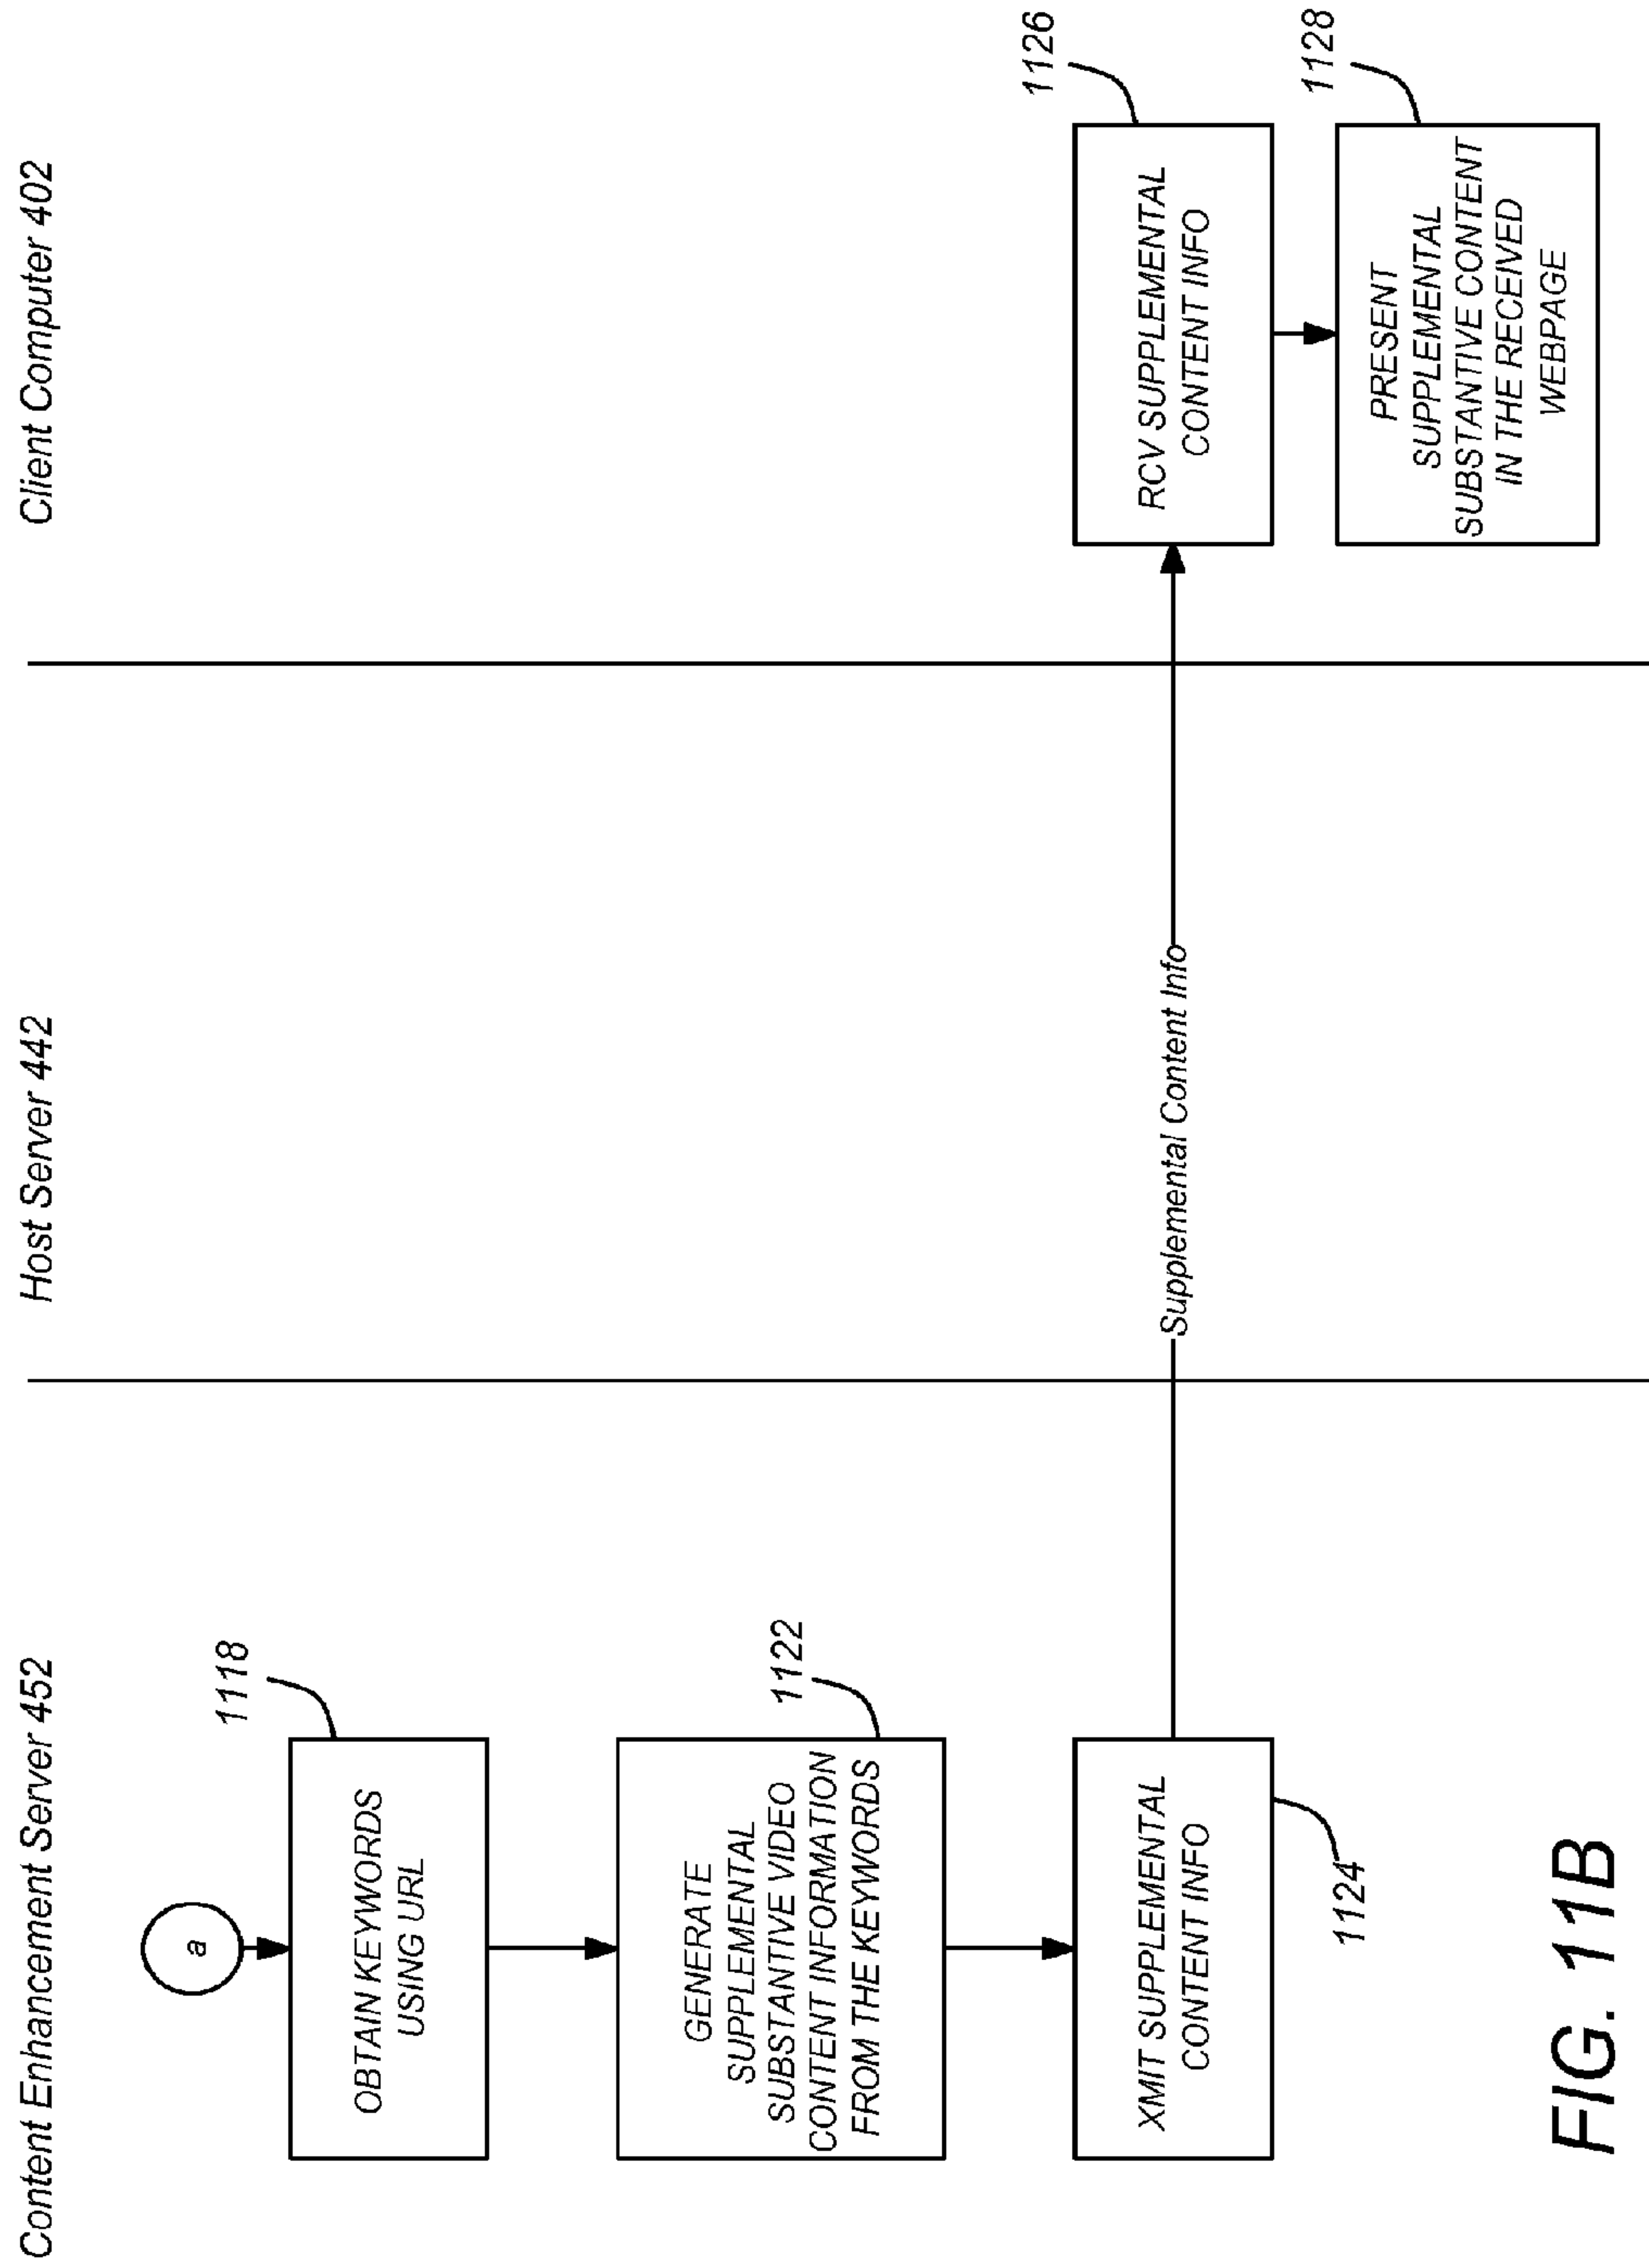 Content Enhancement Server 452
Host Server 442
Client Computer 402
a
1118
OBTAIN KEYWORDS
USING URL
1122
GENERATE
SUPPLEMENTAL
SUBSTANTIVE VIDEO
CONTENT INFORMATION
FROM THE KEYWORDS
XMIT SUPPLEMENTAL
CONTENT INFO
1124
Supplemental Content Info
1126
RCV SUPPLEMENTAL
CONTENT INFO
1128
PRESENT
SUPPLEMENTAL
SUBSTANTIVE CONTENT
IN THE RECEIVED
WEBPAGE
FIG. 11B